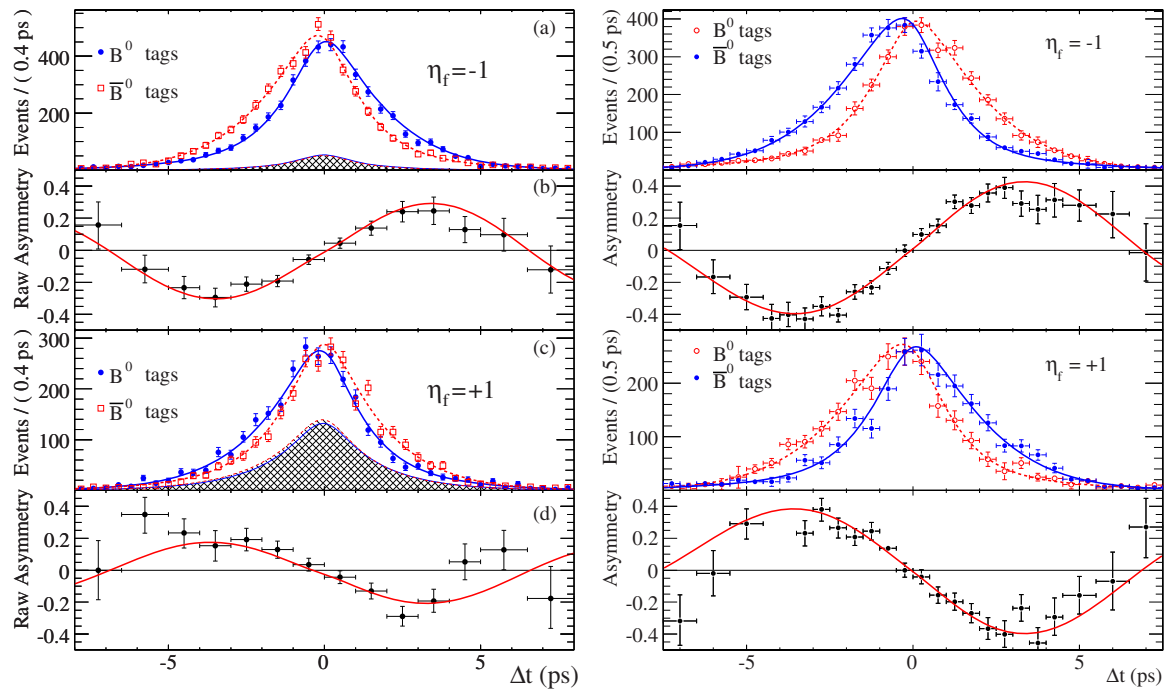 Events / ( 0.4 ps )
400
200
B⁰ tags
B̅⁰ tags
(a)
η_f = -1
Raw Asymmetry
0.4
0.2
0
-0.2
-0.4
(b)
Events / ( 0.4 ps )
300
200
100
B⁰ tags
B̅⁰ tags
(c)
η_f = +1
Raw Asymmetry
0.4
0.2
0
-0.2
-0.4
(d)
-5 0 5
Δt (ps)
Events / (0.5 ps)
400
300
200
100
B⁰ tags
B̅⁰ tags
η_f = -1
Asymmetry
0.4
0.2
0
-0.2
-0.4
Events / (0.5 ps)
200
100
B⁰ tags
B̅⁰ tags
η_f = +1
Asymmetry
0.4
0.2
0
-0.2
-0.4
-5 0 5
Δt (ps)